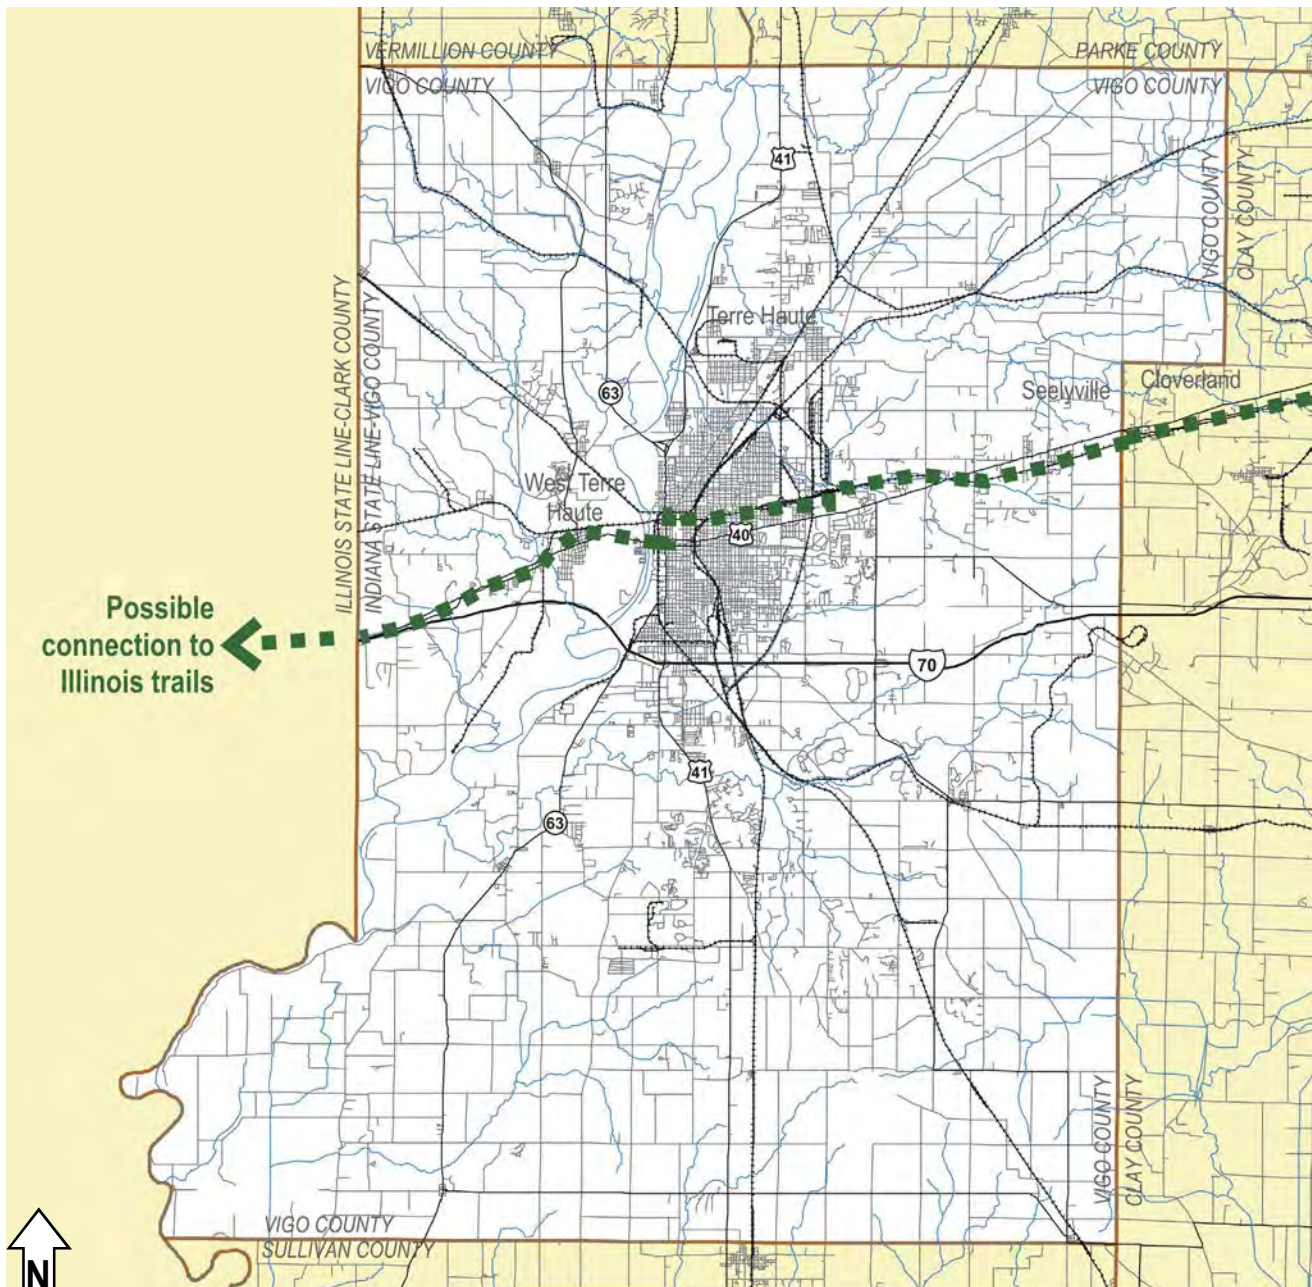 VERMILLION COUNTY
PARKE COUNTY
VIGO COUNTY
VIGO COUNTY
41
VIGO COUNTY
CLAY COUNTY
ILLINOIS STATE LINE-CLARK COUNTY
INDIANA STATE LINE-VIGO COUNTY
Terre Haute
63
Seelyville
Cloverland
West Terre
Haute
40
Possible
connection to
Illinois trails
70
41
63
VIGO COUNTY
CLAY COUNTY
VIGO COUNTY
SULLIVAN COUNTY
N